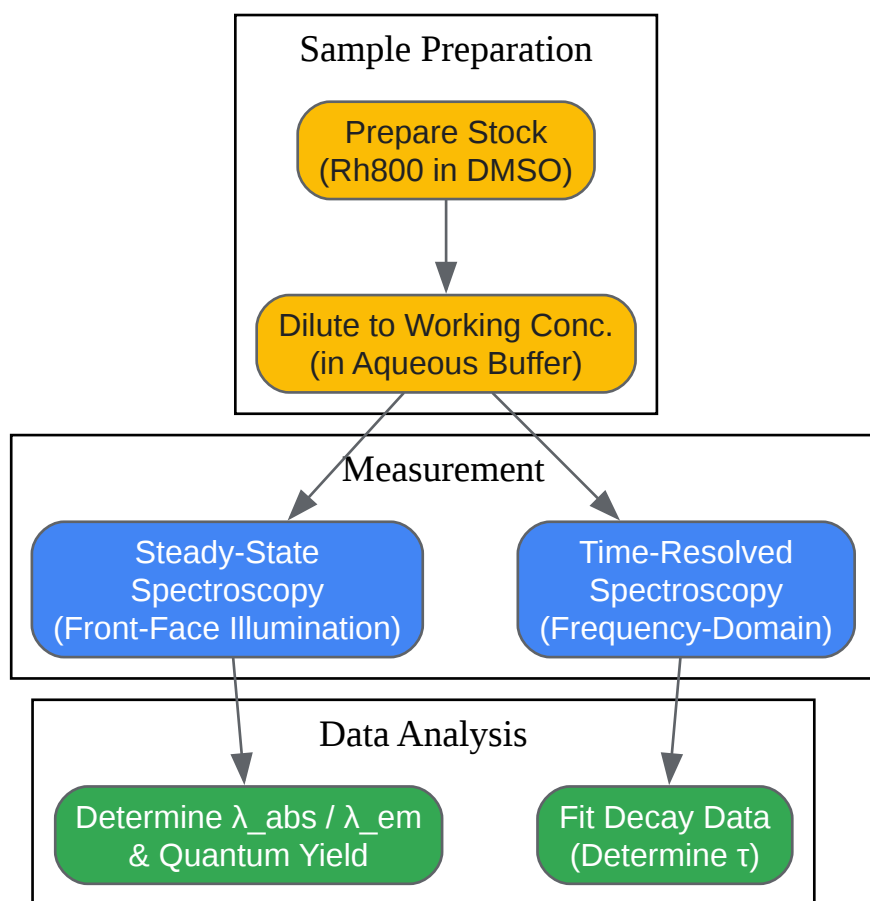 Sample Preparation
Prepare Stock
(Rh800 in DMSO)
Dilute to Working Conc.
(in Aqueous Buffer)
Measurement
Steady-State
Spectroscopy
(Front-Face Illumination)
Time-Resolved
Spectroscopy
(Frequency-Domain)
Data Analysis
Determine λ_abs / λ_em
& Quantum Yield
Fit Decay Data
(Determine τ)